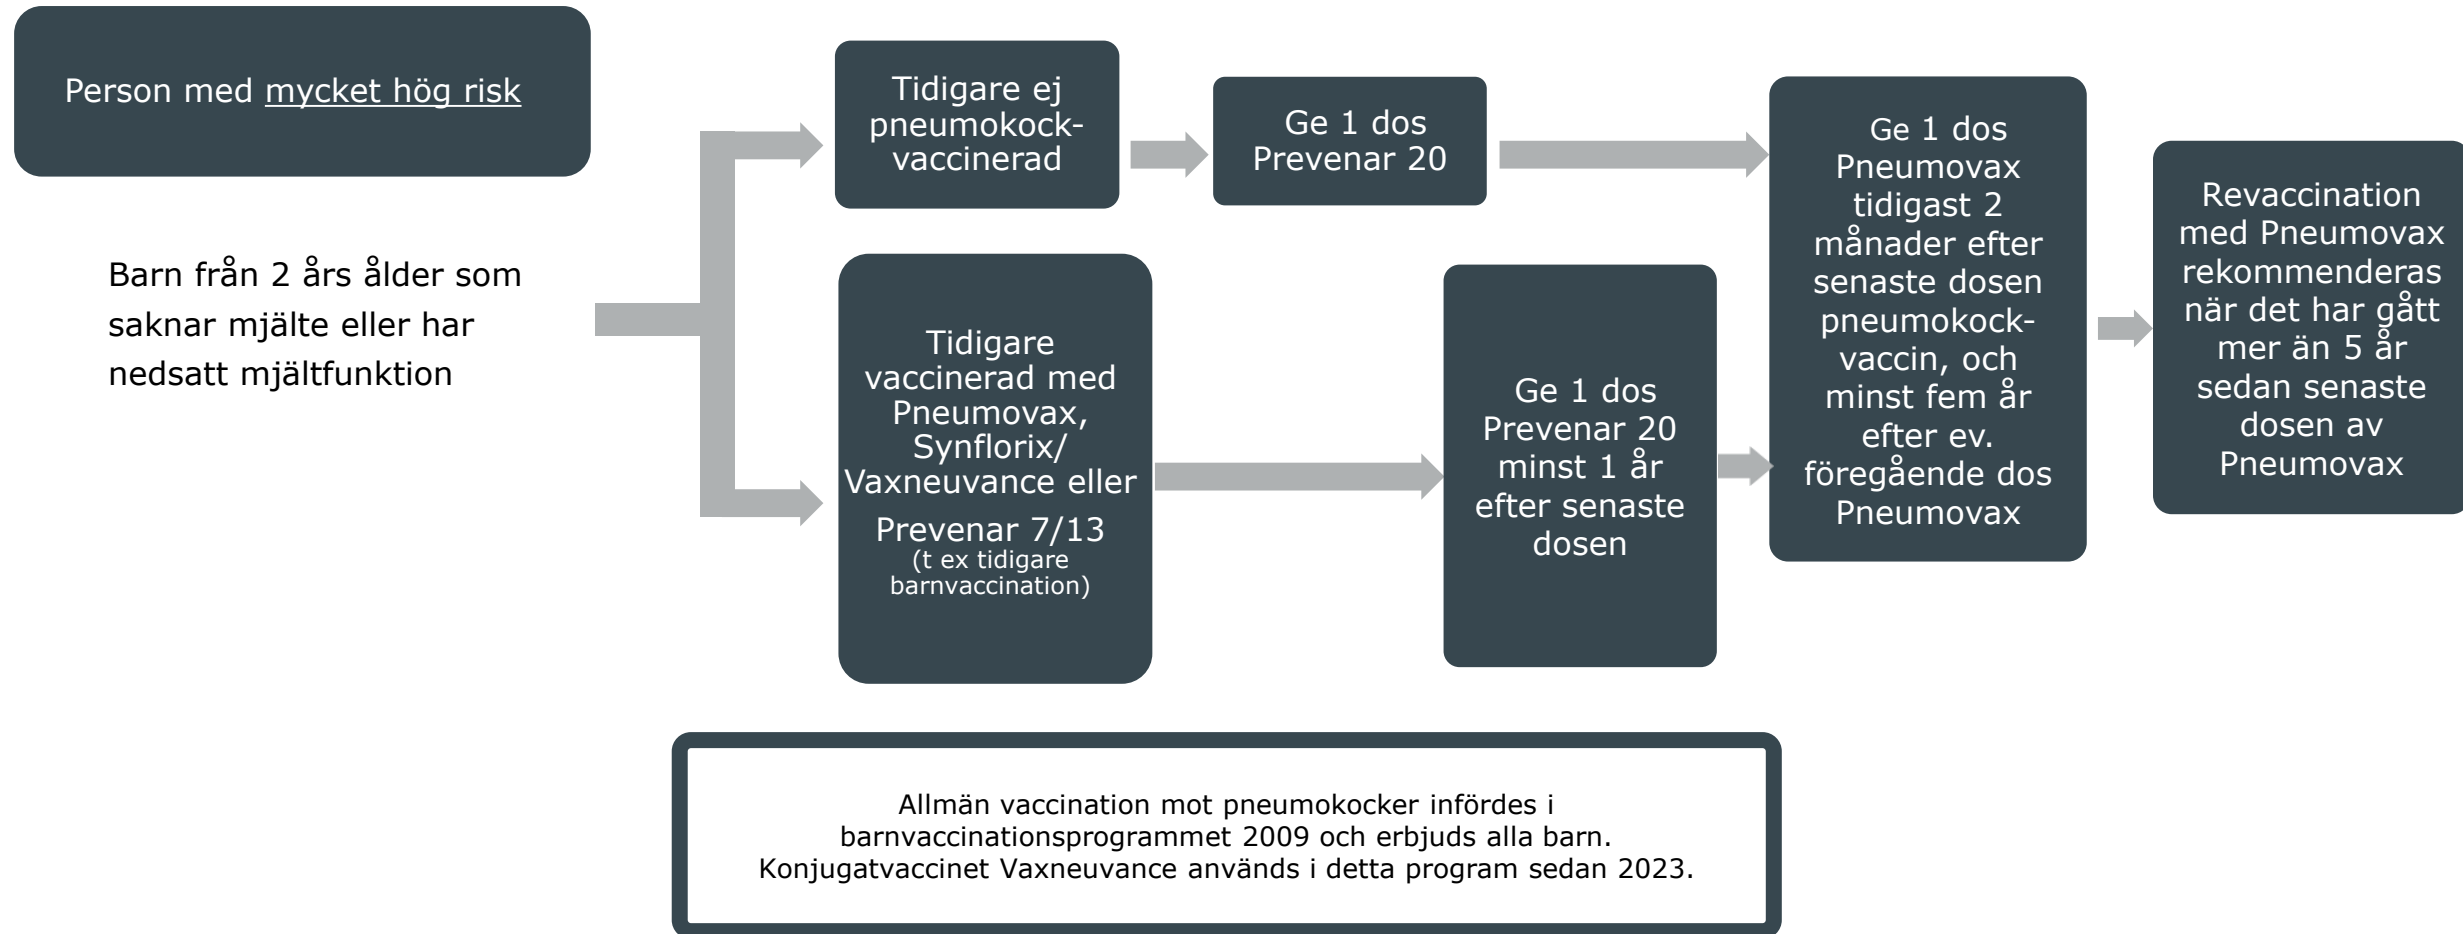 Person med mycket hög risk
Barn från 2 års ålder som
saknar mjälte eller har
nedsatt mjältfunktion
Tidigare ej
pneumokock-
vaccinerad
Ge 1 dos
Prevenar 20
Tidigare
vaccinerad med
Pneumovax,
Synflorix/
Vaxneuvance eller
Prevenar 7/13
(t ex tidigare
barnvaccination)
Ge 1 dos
Prevenar 20
minst 1 år
efter senaste
dosen
Ge 1 dos
Pneumovax
tidigast 2
månader efter
senaste dosen
pneumokock-
vaccin, och
minst fem år
efter ev.
föregående dos
Pneumovax
Revaccination
med Pneumovax
rekommenderas
när det har gått
mer än 5 år
sedan senaste
dosen av
Pneumovax
Allmän vaccination mot pneumokocker infördes i
barnvaccinationsprogrammet 2009 och erbjuds alla barn.
Konjugatvaccinet Vaxneuvance används i detta program sedan 2023.